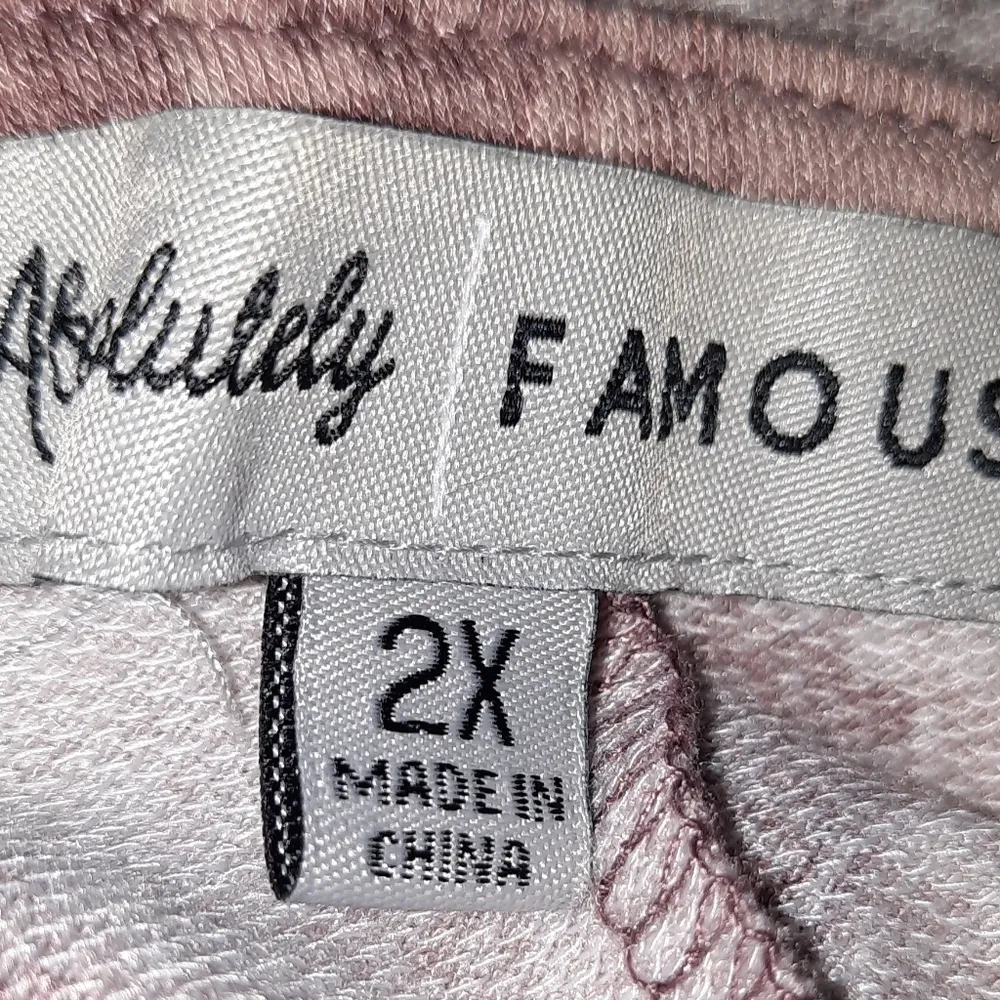 Absolutely FAMOUS
2X
MADE IN
CHINA